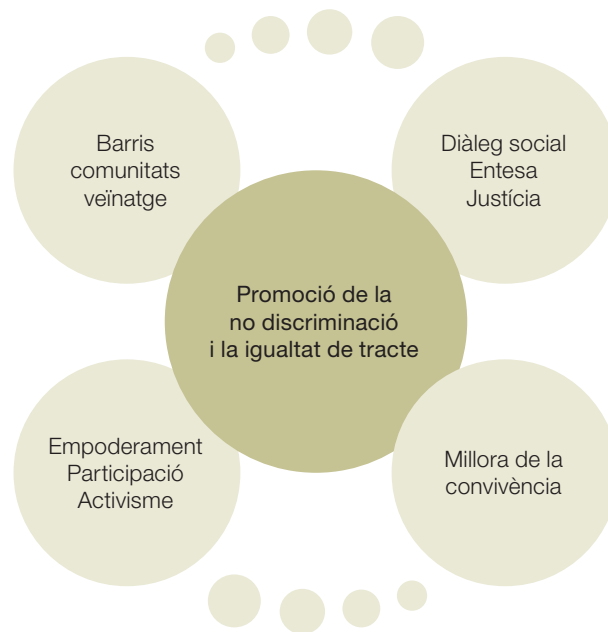 Barris
comunitats
veïnatge
Diàleg social
Entesa
Justícia
Promoció de la
no discriminació
i la igualtat de tracte
Empoderament
Participació
Activisme
Millora de la
convivència